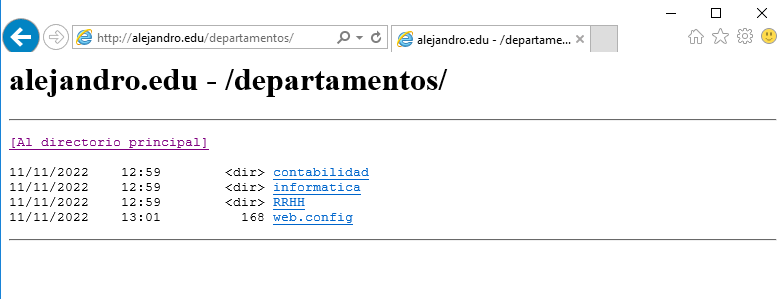 http://alejandro.edu/departamentos/
alejandro.edu - /departame...
alejandro.edu - /departamentos/
[Al directorio principal]
11/11/2022 12:59 <dir> contabilidad
11/11/2022 12:59 <dir> informatica
11/11/2022 12:59 <dir> RRHH
11/11/2022 13:01 168 web.config